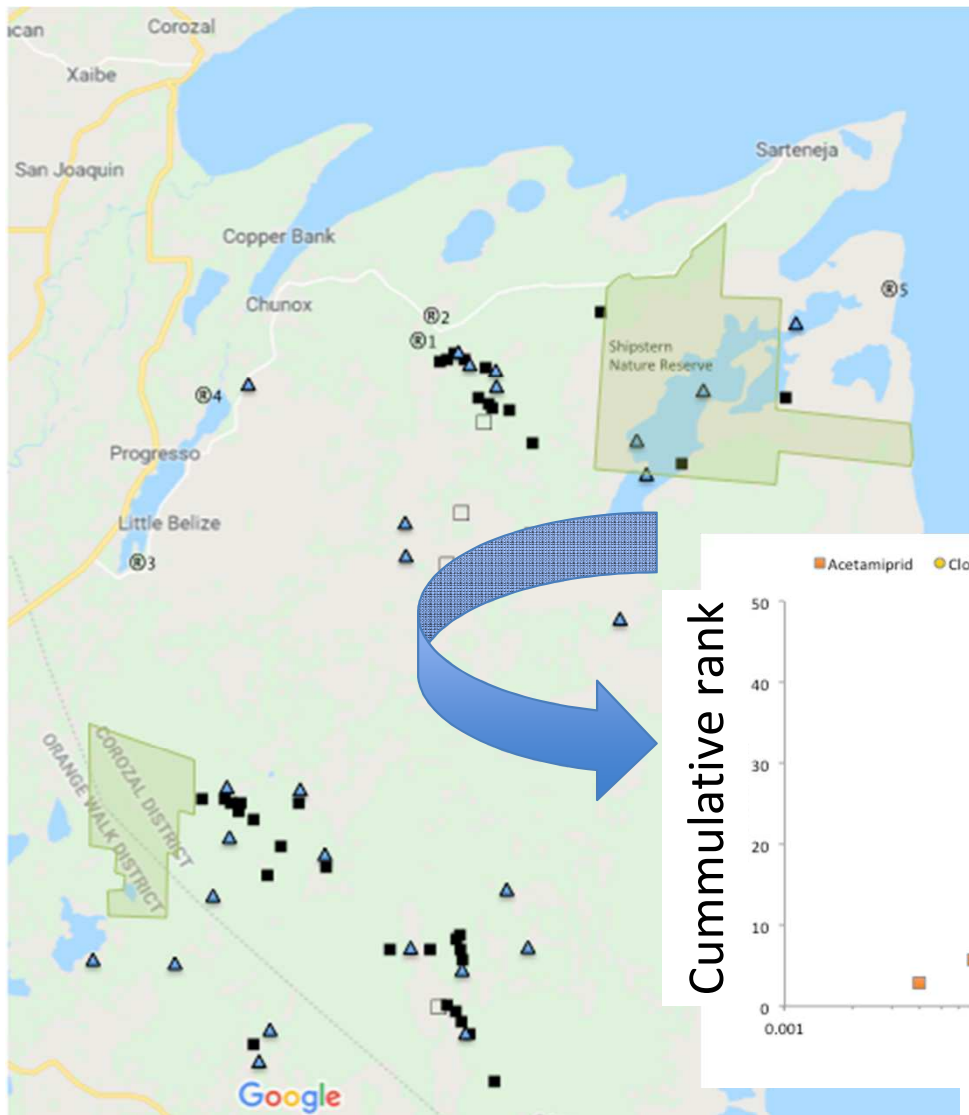 Corozal
Xaibe
San Joaquin
Sarteneja
Copper Bank
Chunox
®5
®2
®1
Shipstern
Nature Reserve
®4
Progresso
Little Belize
®3
Acetamiprid
Cummulative rank
50
40
30
20
10
0
0.001
COROZAL DISTRICT
ORANGE WALK DISTRICT
Google